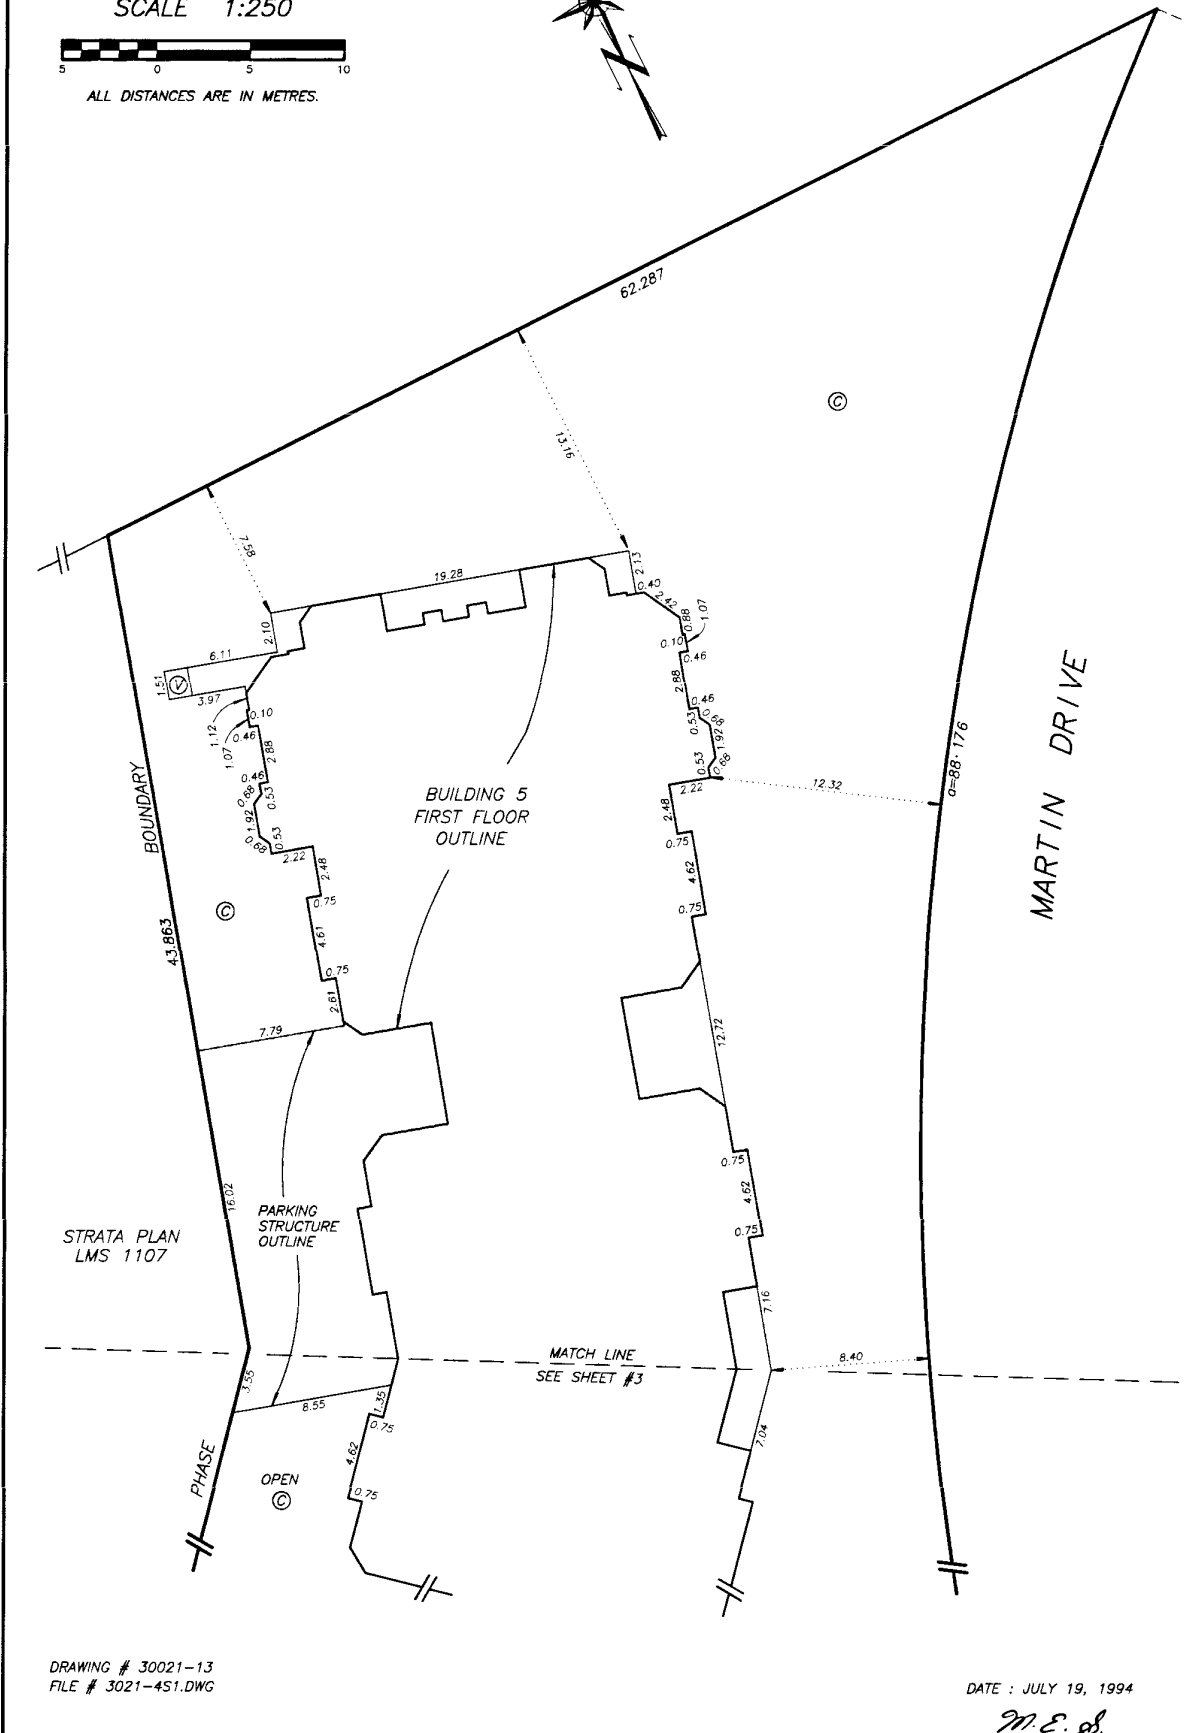 SCALE 1:250
5 0 5 10
ALL DISTANCES ARE IN METRES.
62.287
Ⓒ
13.16
7.58
19.28
2.13
0.40
2.42
0.88
1.07
0.10
0.46
2.88
0.46
0.53
0.68
1.92
0.53
0.68
2.22
12.32
a=88.176
MARTIN DRIVE
2.10
6.11
1.51
Ⓥ
3.97
1.12
0.10
1.07
0.46
2.88
0.46
0.68
0.53
1.92
0.68
0.53
2.22
2.48
0.75
4.61
0.75
2.61
7.79
BOUNDARY
43.863
Ⓒ
BUILDING 5
FIRST FLOOR
OUTLINE
2.48
0.75
4.62
0.75
12.72
0.75
4.62
0.75
7.16
8.40
16.02
PARKING
STRUCTURE
OUTLINE
STRATA PLAN
LMS 1107
MATCH LINE
SEE SHEET #3
3.55
8.55
1.35
0.75
4.62
0.75
7.04
PHASE
OPEN
Ⓒ
DRAWING # 30021-13
FILE # 3021-4S1.DWG
DATE : JULY 19, 1994
M.E. S.